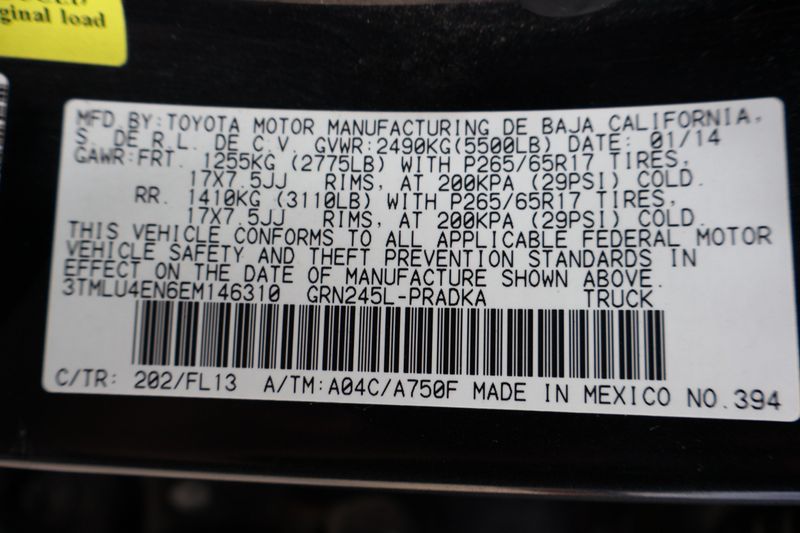 ginal load
MFD BY:TOYOTA MOTOR MANUFACTURING DE BAJA CALIFORNIA,
S. DE R.L. DE C.V. GVWR:2490KG(5500LB) DATE: 01/14
GAWR:FRT. 1255KG (2775LB) WITH P265/65R17 TIRES,
17X7.5JJ RIMS, AT 200KPA (29PSI) COLD.
RR. 1410KG (3110LB) WITH P265/65R17 TIRES,
17X7.5JJ RIMS, AT 200KPA (29PSI) COLD.
THIS VEHICLE CONFORMS TO ALL APPLICABLE FEDERAL MOTOR
VEHICLE SAFETY AND THEFT PREVENTION STANDARDS IN
EFFECT ON THE DATE OF MANUFACTURE SHOWN ABOVE.
3TMLU4EN6EM146310 GRN245L-PRADKA TRUCK
C/TR: 202/FL13 A/TM:A04C/A750F MADE IN MEXICO NO.394